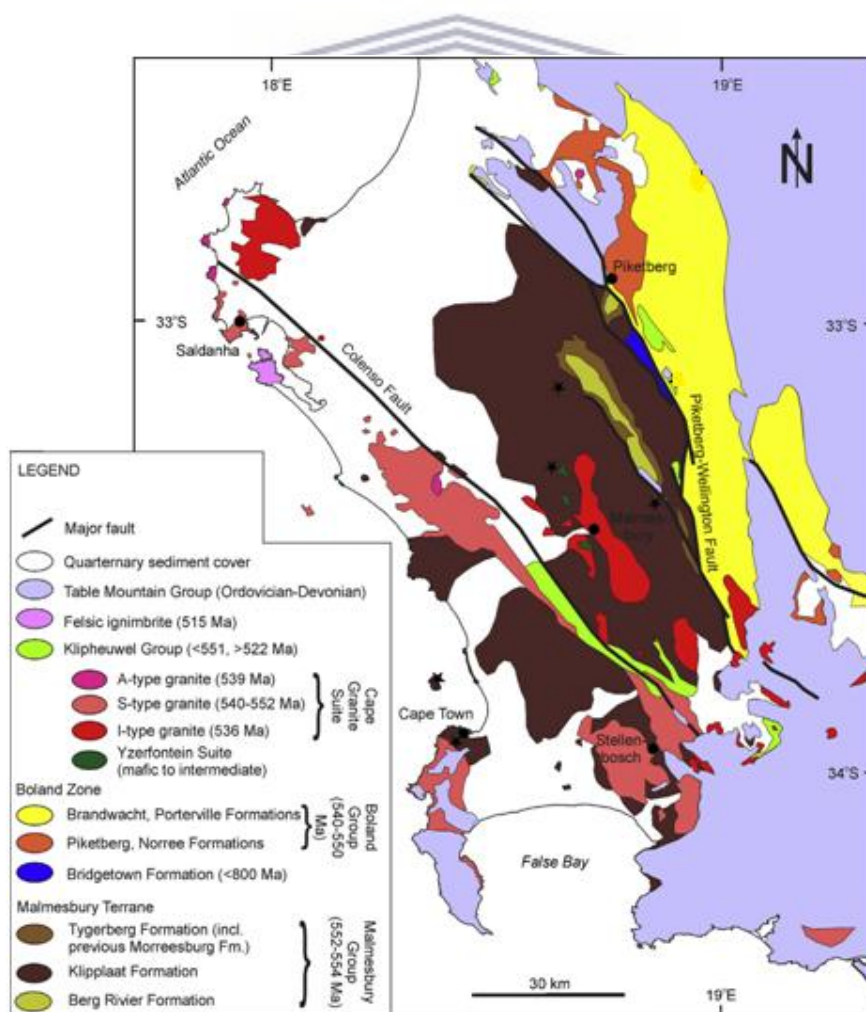 18°E
19°E
Atlantic Ocean
N
Piketberg
33°S
33°S
Saldanha
Colenso Fault
Piketberg-Wellington Fault
Malmes-
bury
LEGEND
Major fault
Quarternary sediment cover
Table Mountain Group (Ordovician-Devonian)
Felsic ignimbrite (515 Ma)
Klipheuwel Group (<551, >522 Ma)
A-type granite (539 Ma)
S-type granite (540-552 Ma)
I-type granite (536 Ma)
Cape
Granite
Suite
Yzerfontein Suite
(mafic to intermediate)
Boland Zone
Brandwacht, Porterville Formations
Piketberg, Norree Formations
Bridgetown Formation (<800 Ma)
Boland
Group
(540-550
Ma)
Malmesbury Terrane
Tygerberg Formation (incl.
previous Morreesburg Fm.)
Klipplaat Formation
Berg Rivier Formation
Malmesbury
Group
(552-554 Ma)
Cape Town
Stellen-
bosch
34°S
False Bay
30 km
19°E